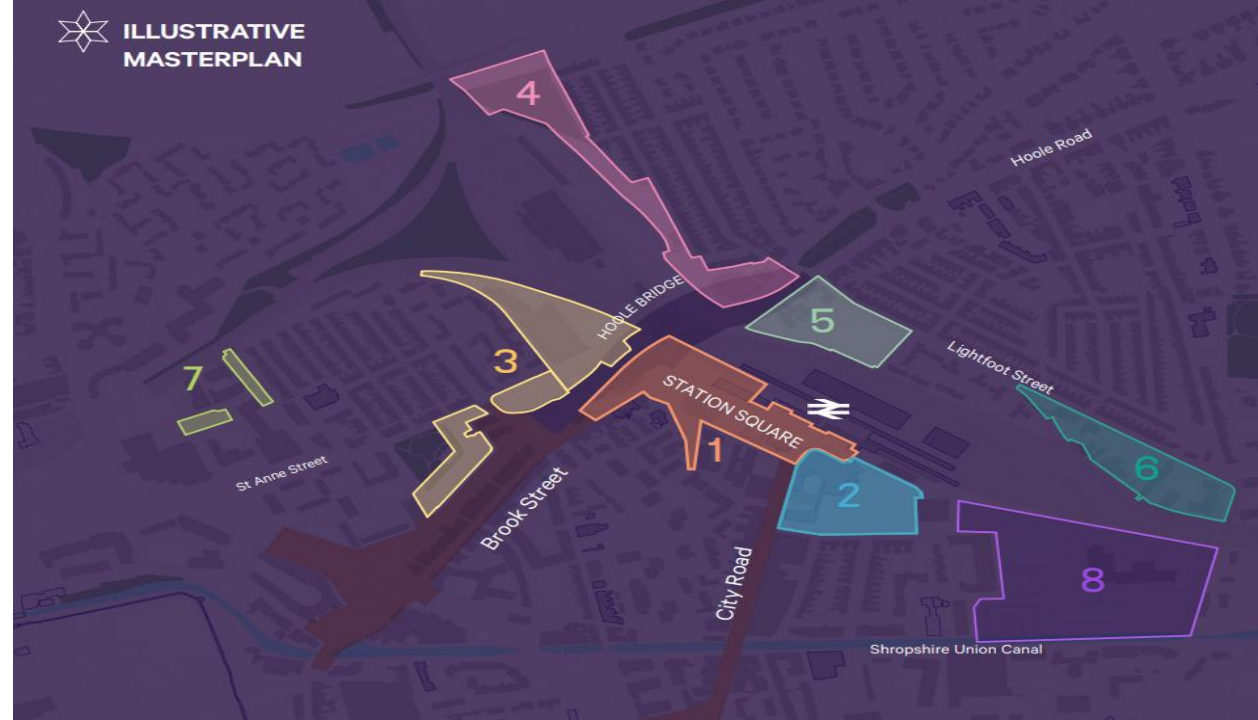 ILLUSTRATIVE
MASTERPLAN
4
Hoole Road
HOOLE BRIDGE
5
3
Lightfoot Street
7
STATION SQUARE
1
St Anne Street
6
2
Brook Street
City Road
8
Shropshire Union Canal